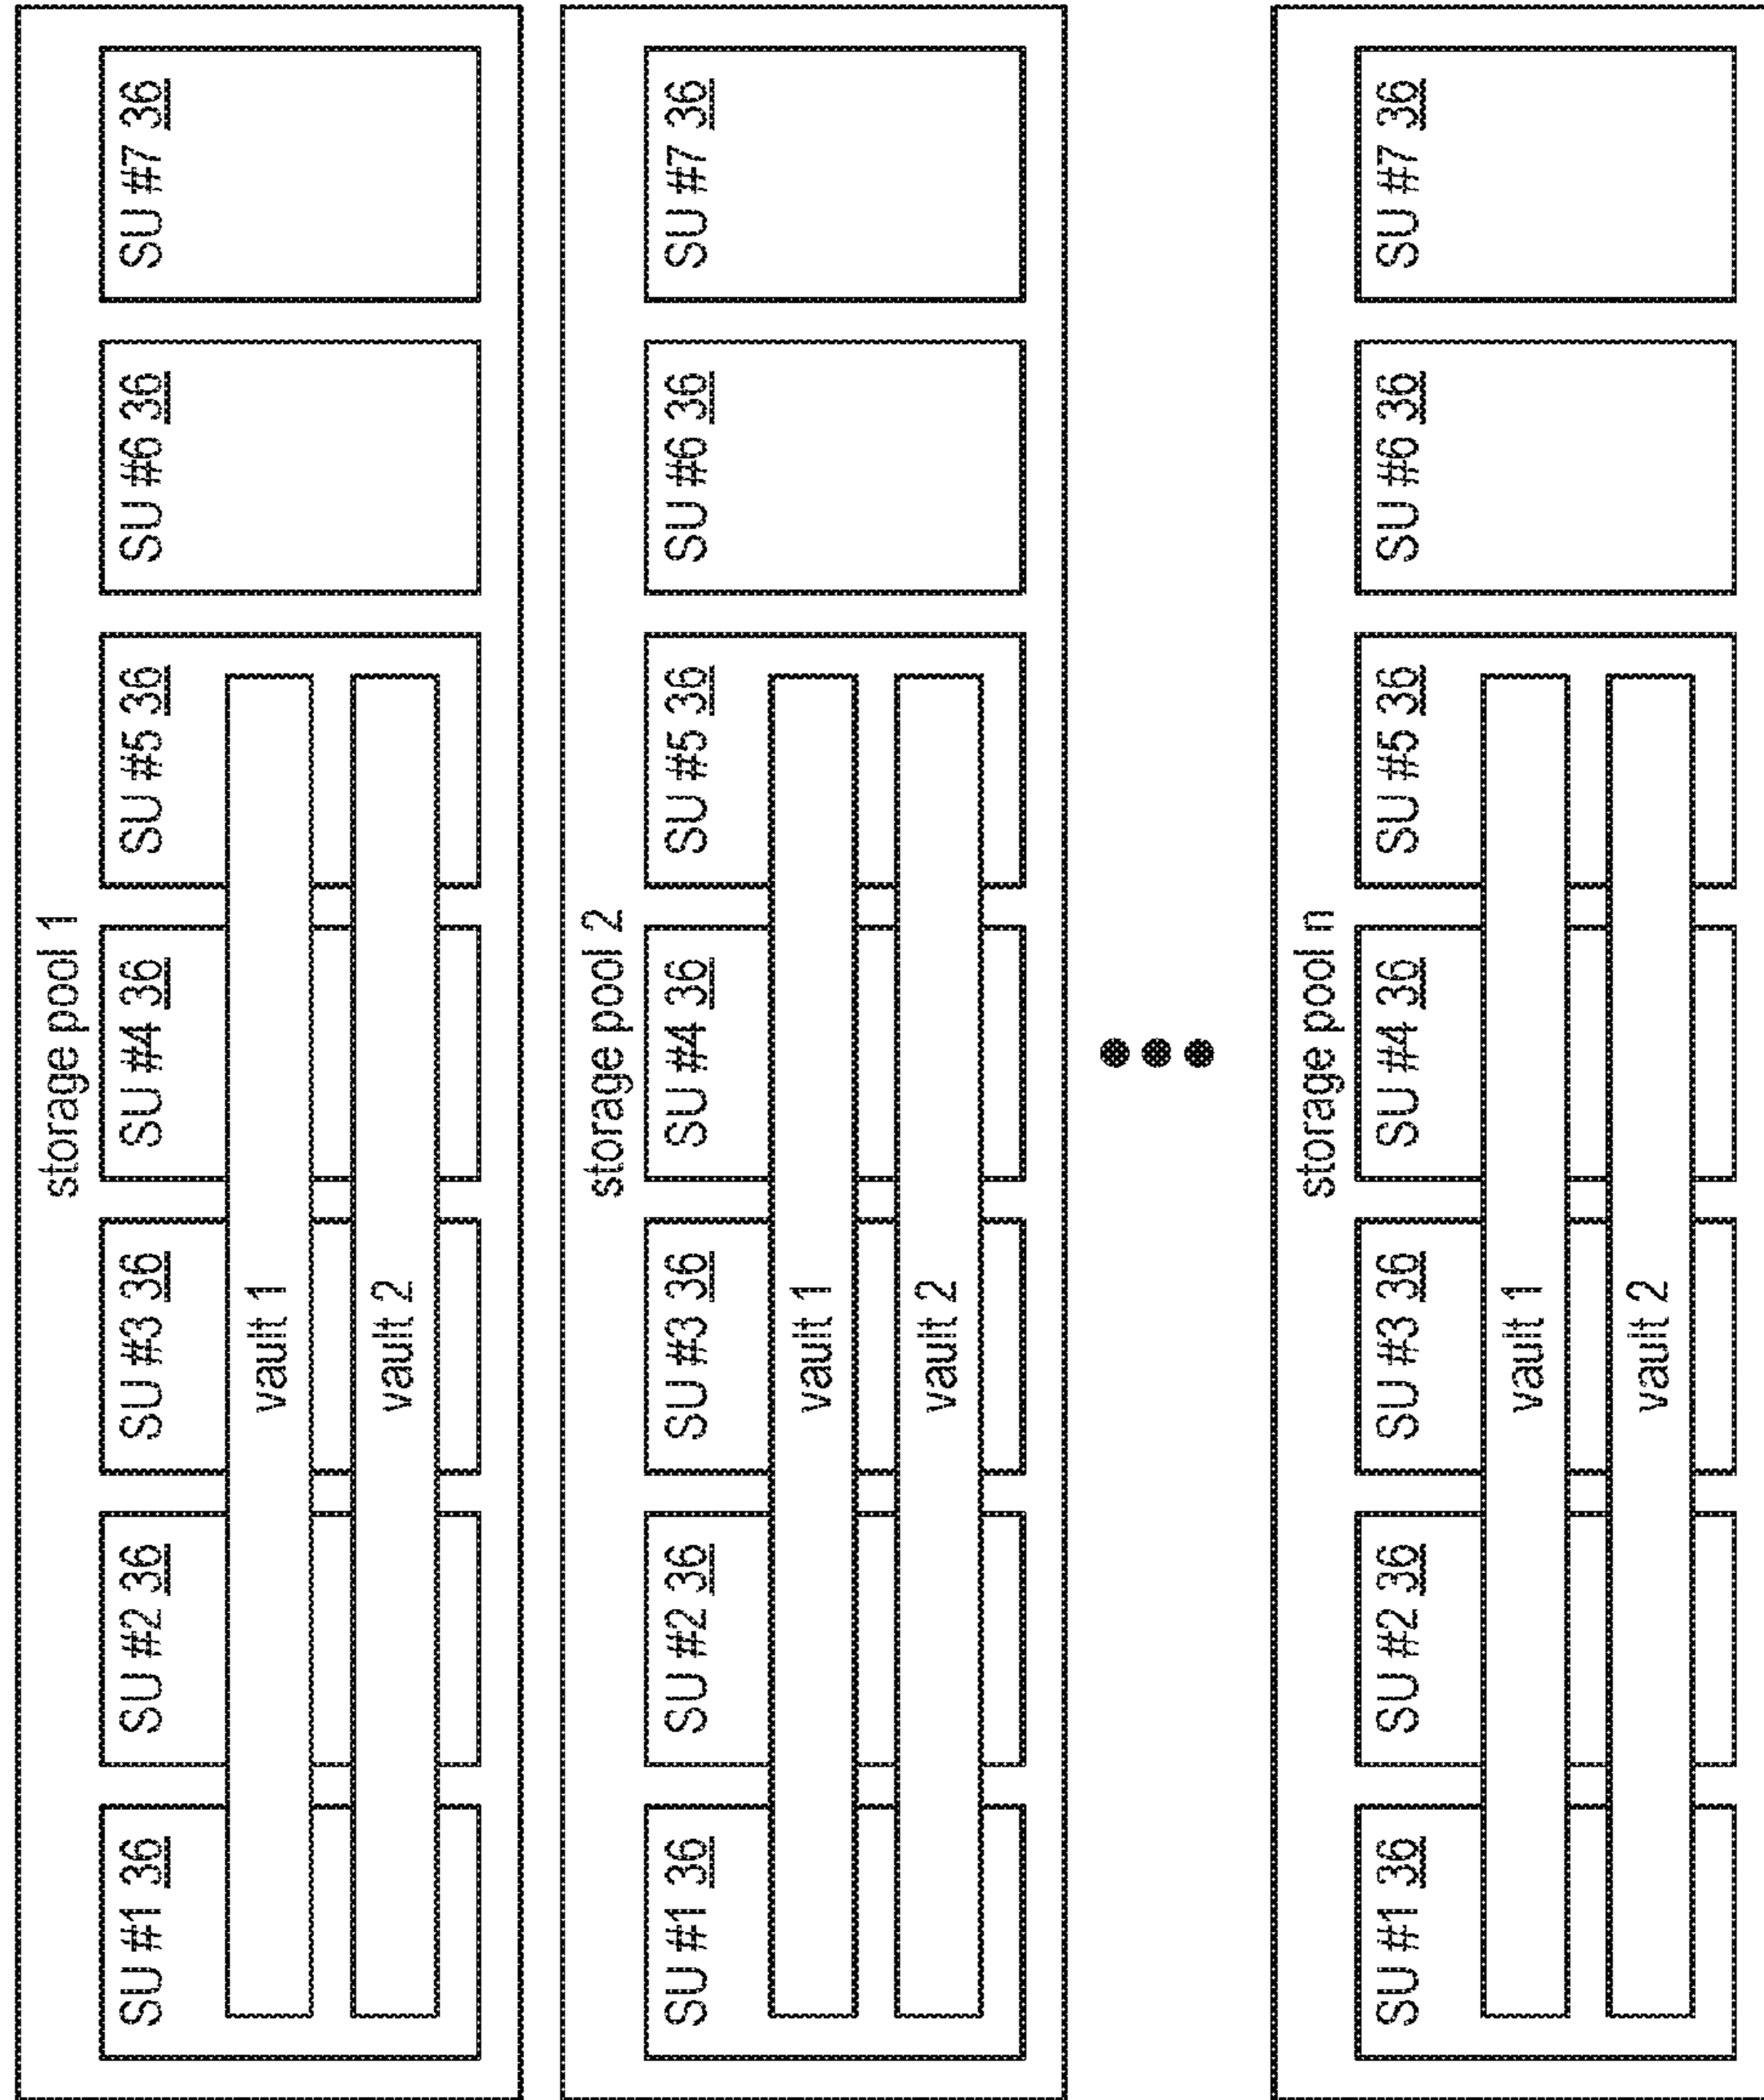 storage pool 1
SU #1 36
SU #2 36
SU #3 36
SU #4 36
SU #5 36
SU #6 36
SU #7 36
vault 1
vault 2
storage pool 2
SU #1 36
SU #2 36
SU #3 36
SU #4 36
SU #5 36
SU #6 36
SU #7 36
vault 1
vault 2
storage pool n
SU #1 36
SU #2 36
SU #3 36
SU #4 36
SU #5 36
SU #6 36
SU #7 36
vault 1
vault 2